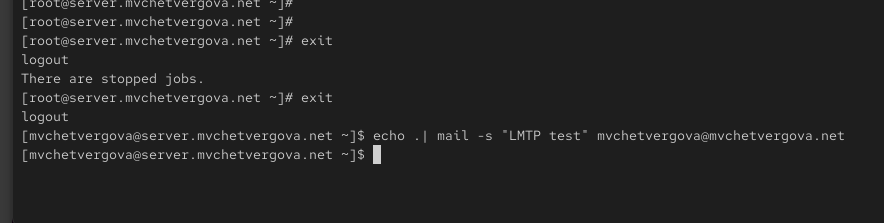 [root@server.mvchetvergova.net ~]#
[root@server.mvchetvergova.net ~]#
[root@server.mvchetvergova.net ~]# exit
logout
There are stopped jobs.
[root@server.mvchetvergova.net ~]# exit
logout
[mvchetvergova@server.mvchetvergova.net ~]$ echo .| mail -s "LMTP test" mvchetvergova@mvchetvergova.net
[mvchetvergova@server.mvchetvergova.net ~]$